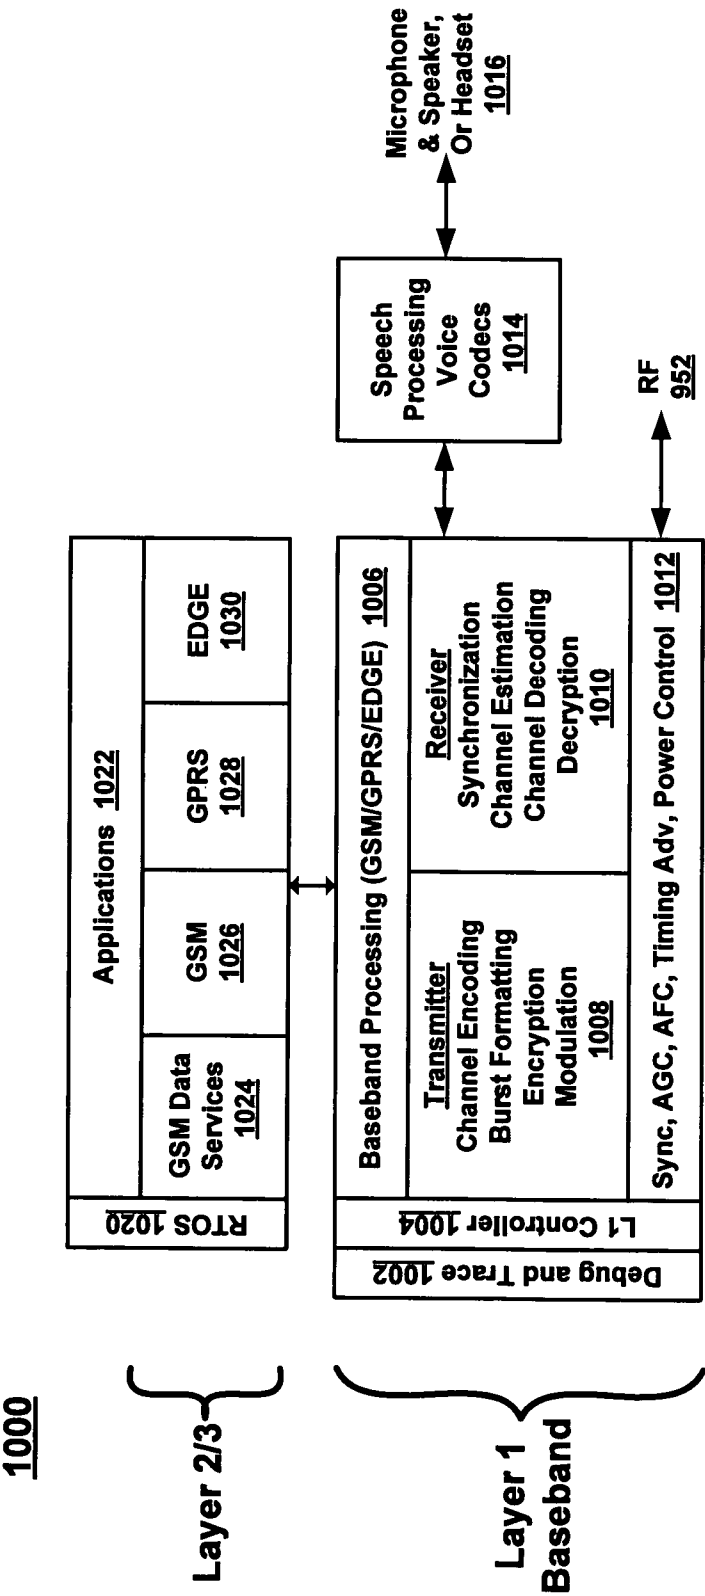 1000
Layer 2/3
RTOS 1020
Applications 1022
GSM Data
Services
1024
GSM
1026
GPRS
1028
EDGE
1030
Layer 1
Baseband
Debug and Trace 1002
L1 Controller 1004
Baseband Processing (GSM/GPRS/EDGE) 1006
Transmitter
Channel Encoding
Burst Formatting
Encryption
Modulation
1008
Receiver
Synchronization
Channel Estimation
Channel Decoding
Decryption
1010
Sync, AGC, AFC, Timing Adv, Power Control 1012
Speech
Processing
Voice
Codecs
1014
Microphone
& Speaker,
Or Headset
1016
RF
952